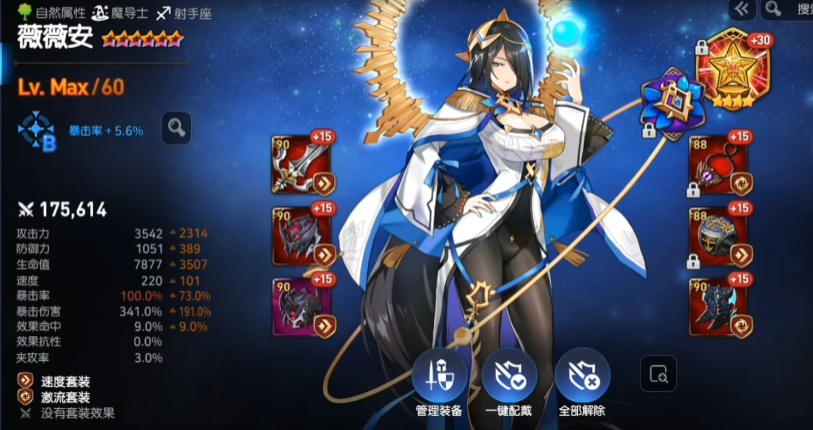 自然属性 魔导士 射手座
薇薇安
Lv. Max/60
B 暴击率 + 5.6%
175,614
攻击力 3542 2314
防御力 1051 389
生命值 7877 3507
速度 220 101
暴击率 100.0% 73.0%
暴击伤害 341.0% 191.0%
效果命中 9.0% 9.0%
效果抗性 0.0%
夹攻率 3.0%
速度套装
激流套装
没有套装效果
90 +15
90 +15
90 +15
搜
+30
88 +15
88 +15
90 +15
管理装备 一键配戴 全部解除